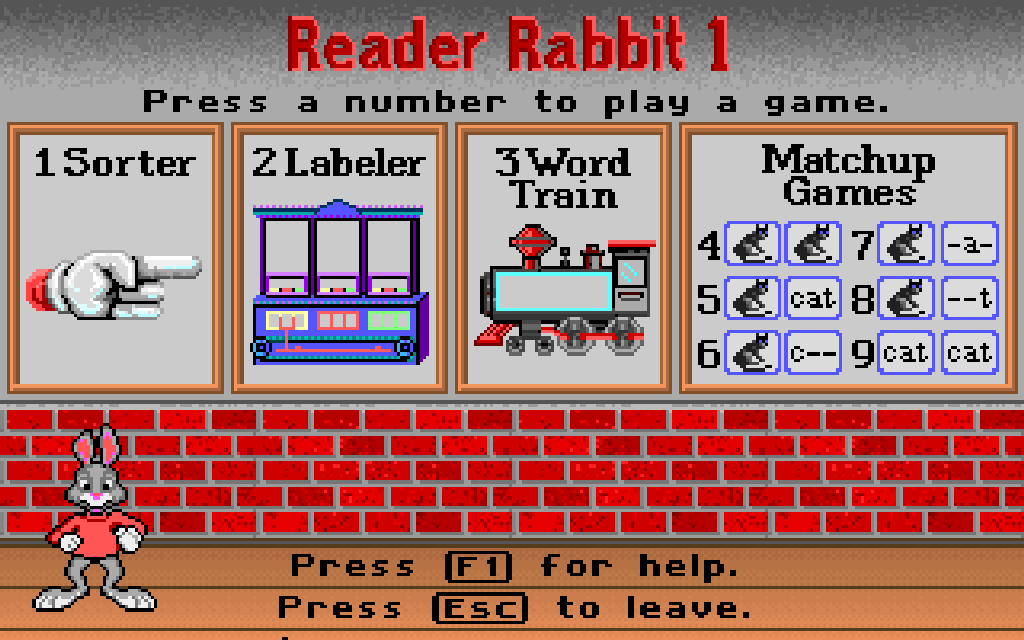 Reader Rabbit 1
Press a number to play a game.
1 Sorter
2 Labeler
3 Word
Train
Matchup
Games
4 7 -a-
5 cat 8 --t
6 c-- 9 cat cat
Press F1 for help.
Press Esc to leave.